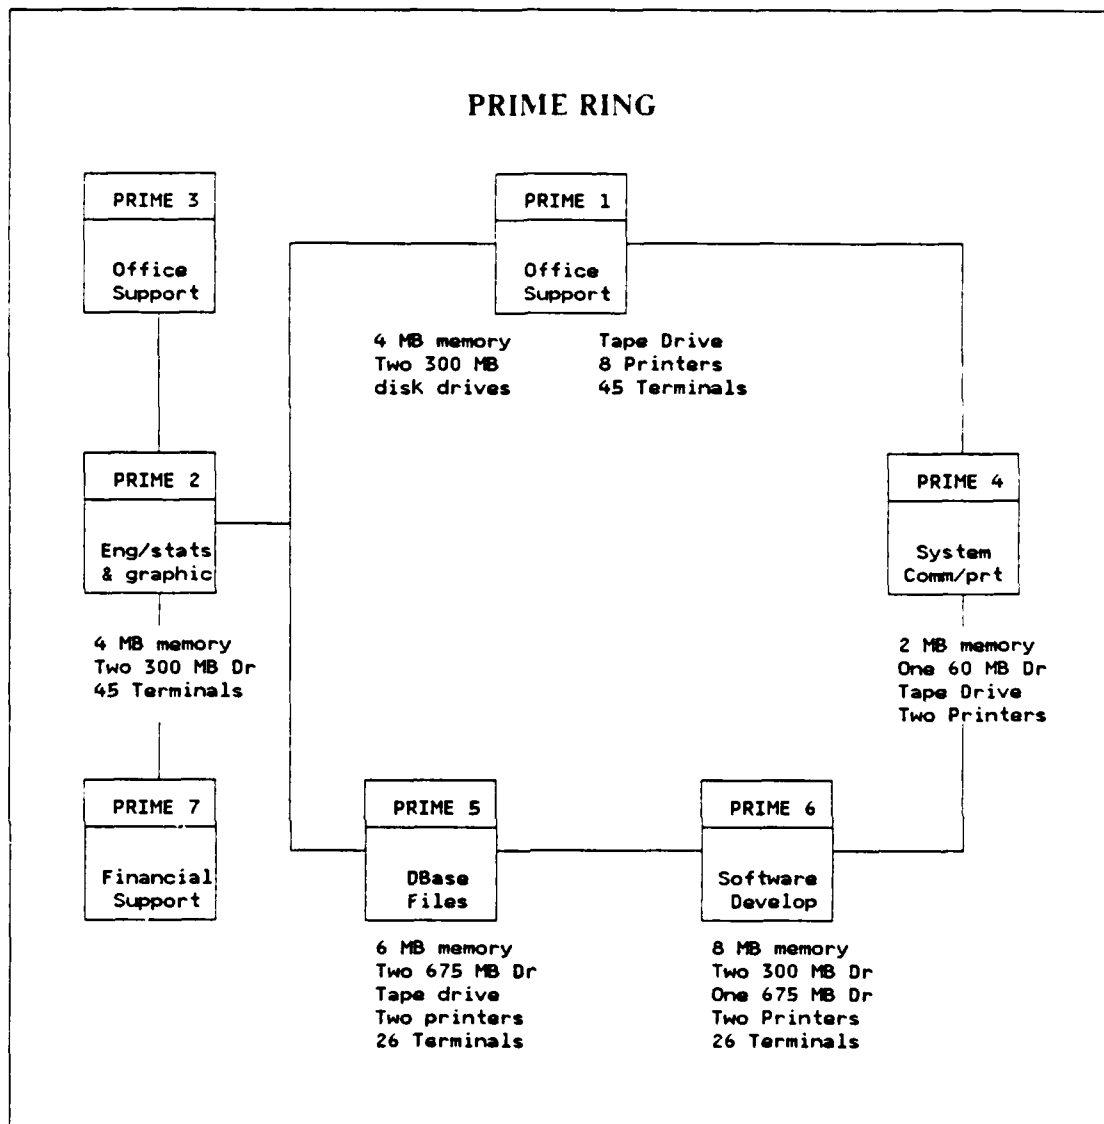 PRIME RING
PRIME 3
Office
Support
PRIME 1
Office
Support
4 MB memory
Two 300 MB
disk drives
Tape Drive
8 Printers
45 Terminals
PRIME 2
Eng/stats
& graphic
4 MB memory
Two 300 MB Dr
45 Terminals
PRIME 4
System
Comm/prt
2 MB memory
One 60 MB Dr
Tape Drive
Two Printers
PRIME 7
Financial
Support
PRIME 5
DBase
Files
6 MB memory
Two 675 MB Dr
Tape drive
Two printers
26 Terminals
PRIME 6
Software
Develop
8 MB memory
Two 300 MB Dr
One 675 MB Dr
Two Printers
26 Terminals